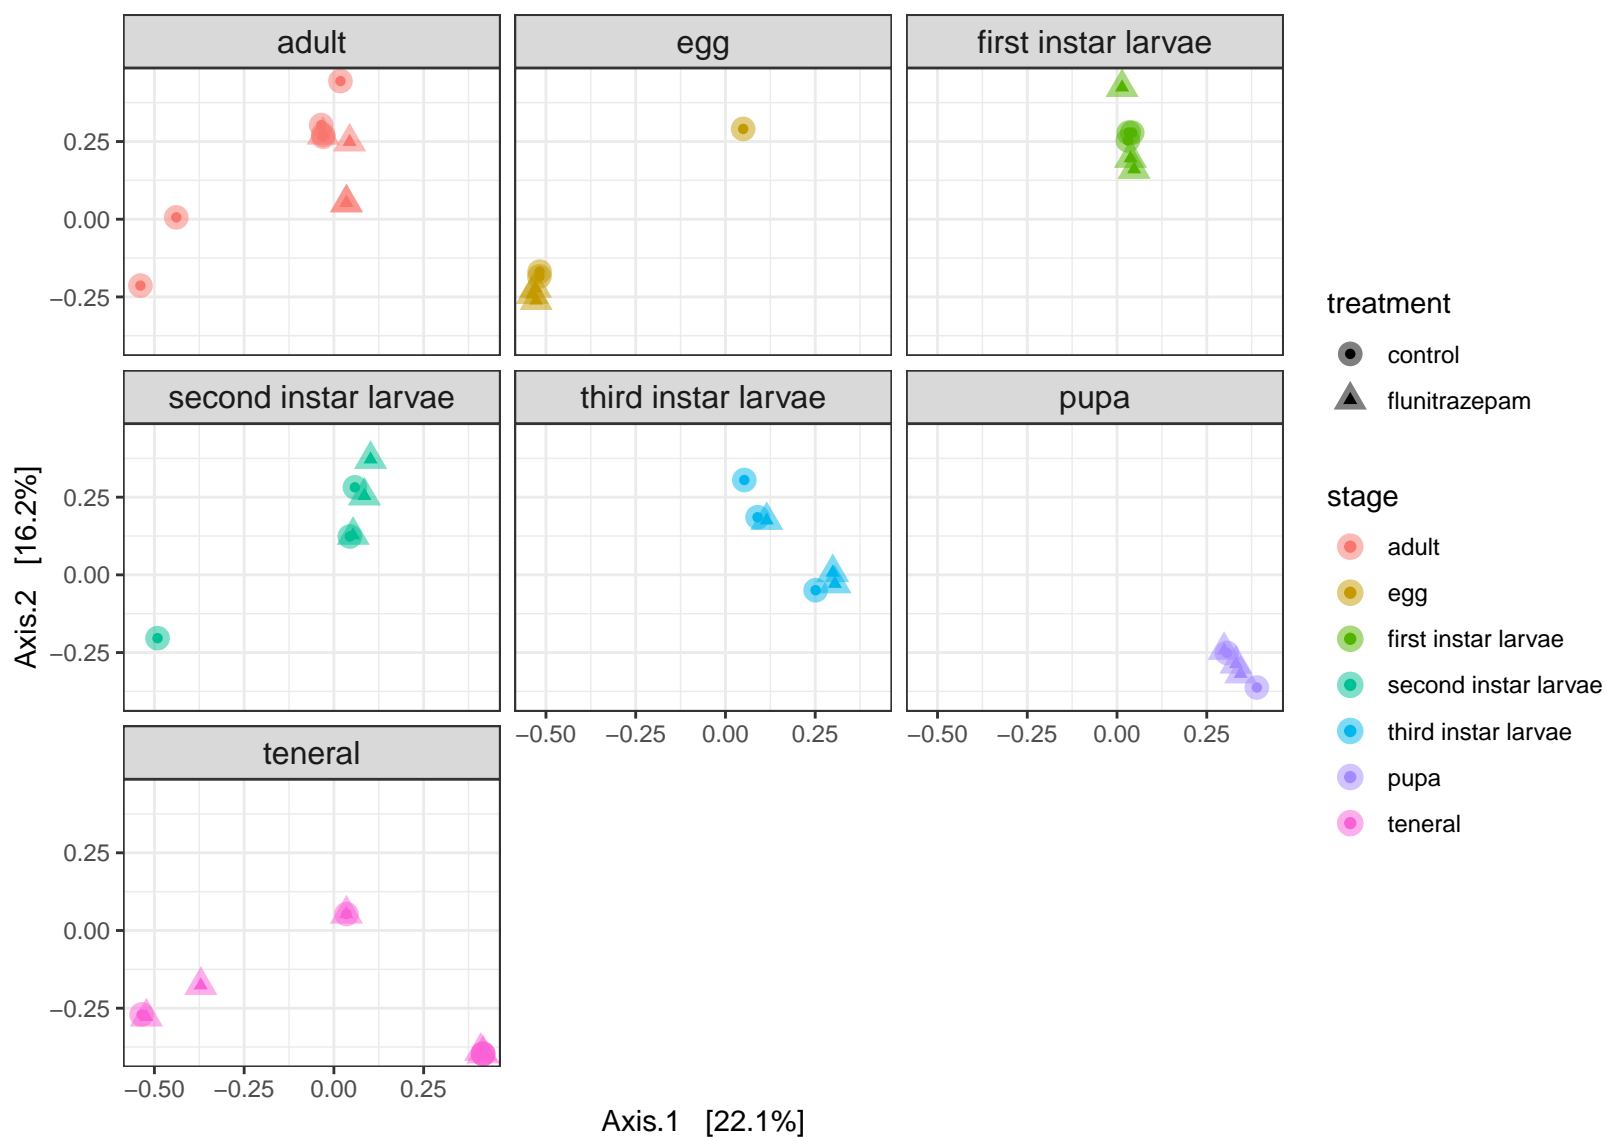 adult
egg
first instar larvae
0.25
0.00
−0.25
second instar larvae
third instar larvae
pupa
0.25
0.00
−0.25
−0.50 −0.25 0.00 0.25
−0.50 −0.25 0.00 0.25
teneral
0.25
0.00
−0.25
−0.50 −0.25 0.00 0.25
Axis.2 [16.2%]
Axis.1 [22.1%]
treatment
control
flunitrazepam
stage
adult
egg
first instar larvae
second instar larvae
third instar larvae
pupa
teneral